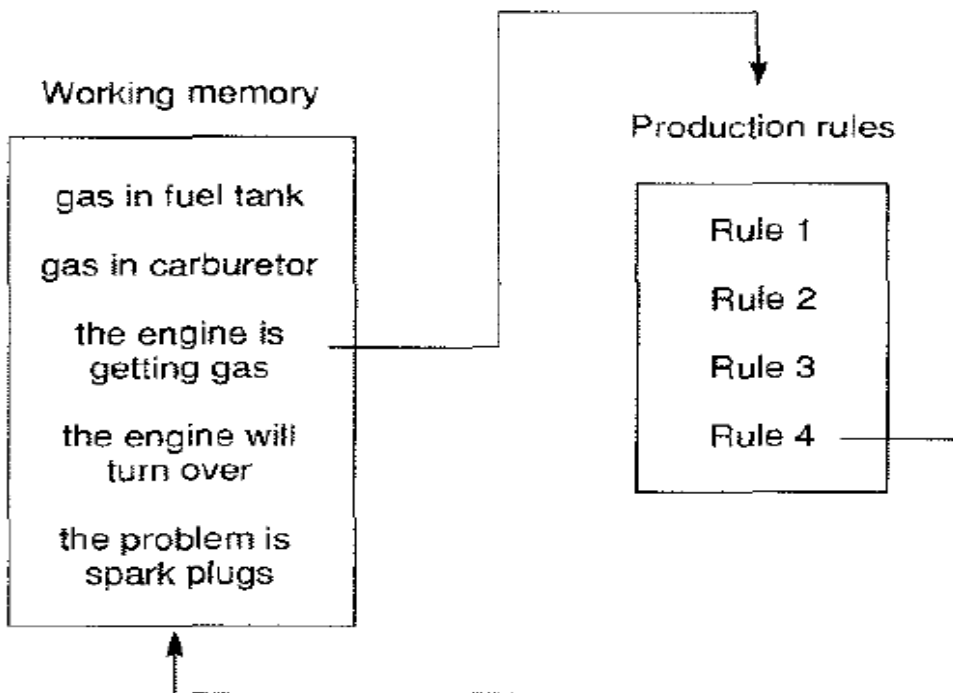 Working memory
gas in fuel tank
gas in carburetor
the engine is
getting gas
the engine will
turn over
the problem is
spark plugs
Production rules
Rule 1
Rule 2
Rule 3
Rule 4